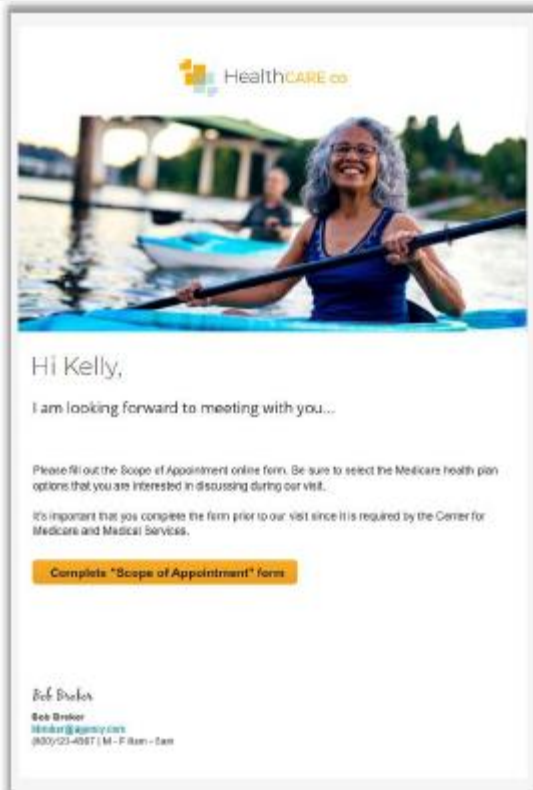 HealthCARE co
Hi Kelly,
I am looking forward to meeting with you...
Please fill out the Scope of Appointment online form. Be sure to select the Medicare health plan
options that you are interested in discussing during our visit.
It's important that you complete the form prior to our visit since it is required by the Center for
Medicare and Medical Services.
Complete "Scope of Appointment" form
Bob Broker
Bob Broker
(800)123-4567 | M - F